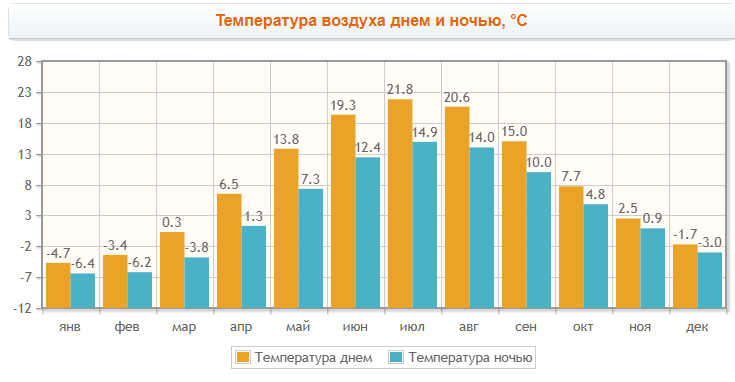 Температура воздуха днем и ночью, °C
28
23
18
13
8
3
-2
-7
-12
-4.7 -6.4 -3.4 -6.2 0.3 -3.8 6.5 1.3 13.8 7.3 19.3 12.4 21.8 14.9 20.6 14.0 15.0 10.0 7.7 4.8 2.5 0.9 -1.7 -3.0
янв фев мар апр май июн июл авг сен окт ноя дек
Температура днем Температура ночью